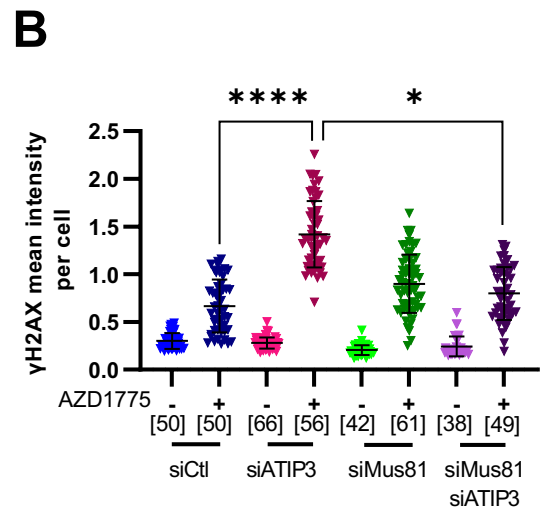 B
**** *
γH2AX mean intensity
per cell
2.5
2.0
1.5
1.0
0.5
0.0
AZD1775 - + - + - + - +
[50] [50] [66] [56] [42] [61] [38] [49]
siCtl siATIP3 siMus81 siMus81
siATIP3